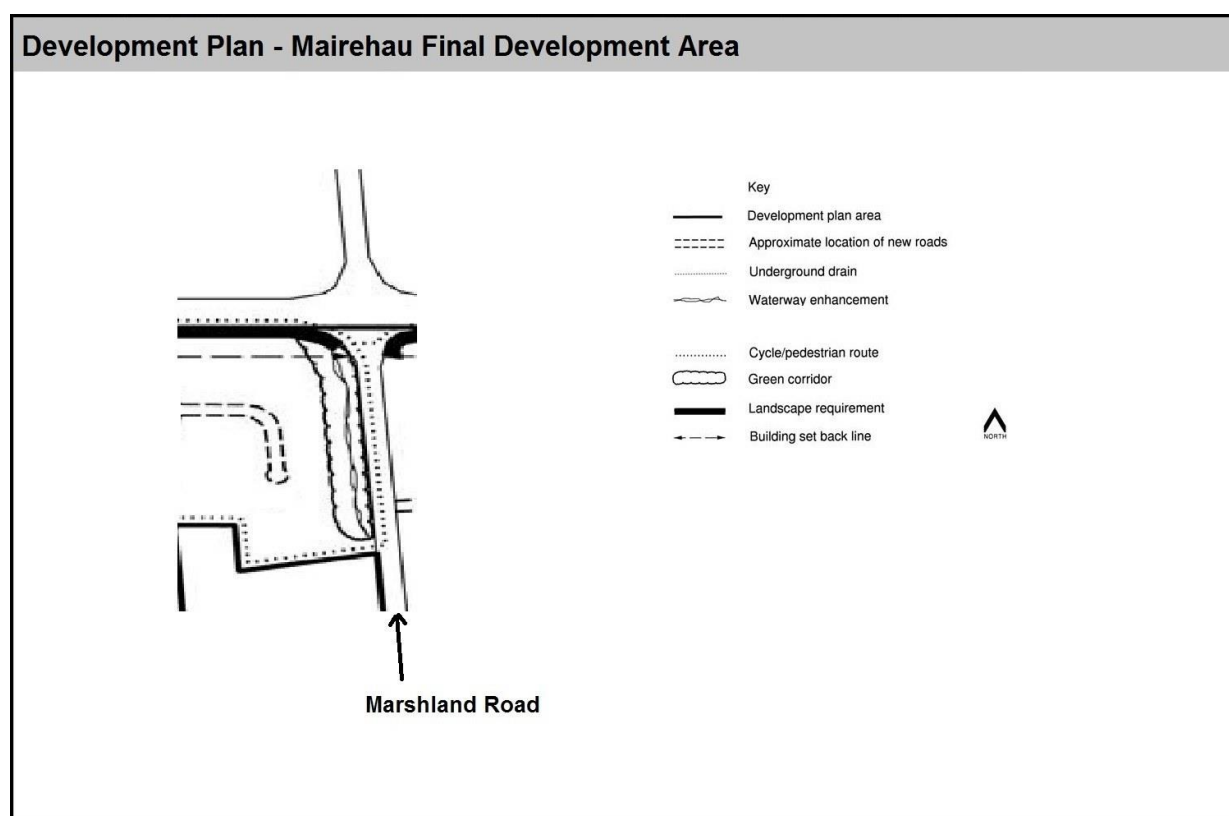 Development Plan - Mairehau Final Development Area
Key
Development plan area
Approximate location of new roads
Underground drain
Waterway enhancement
Cycle/pedestrian route
Green corridor
Landscape requirement
Building set back line
NORTH
Marshland Road